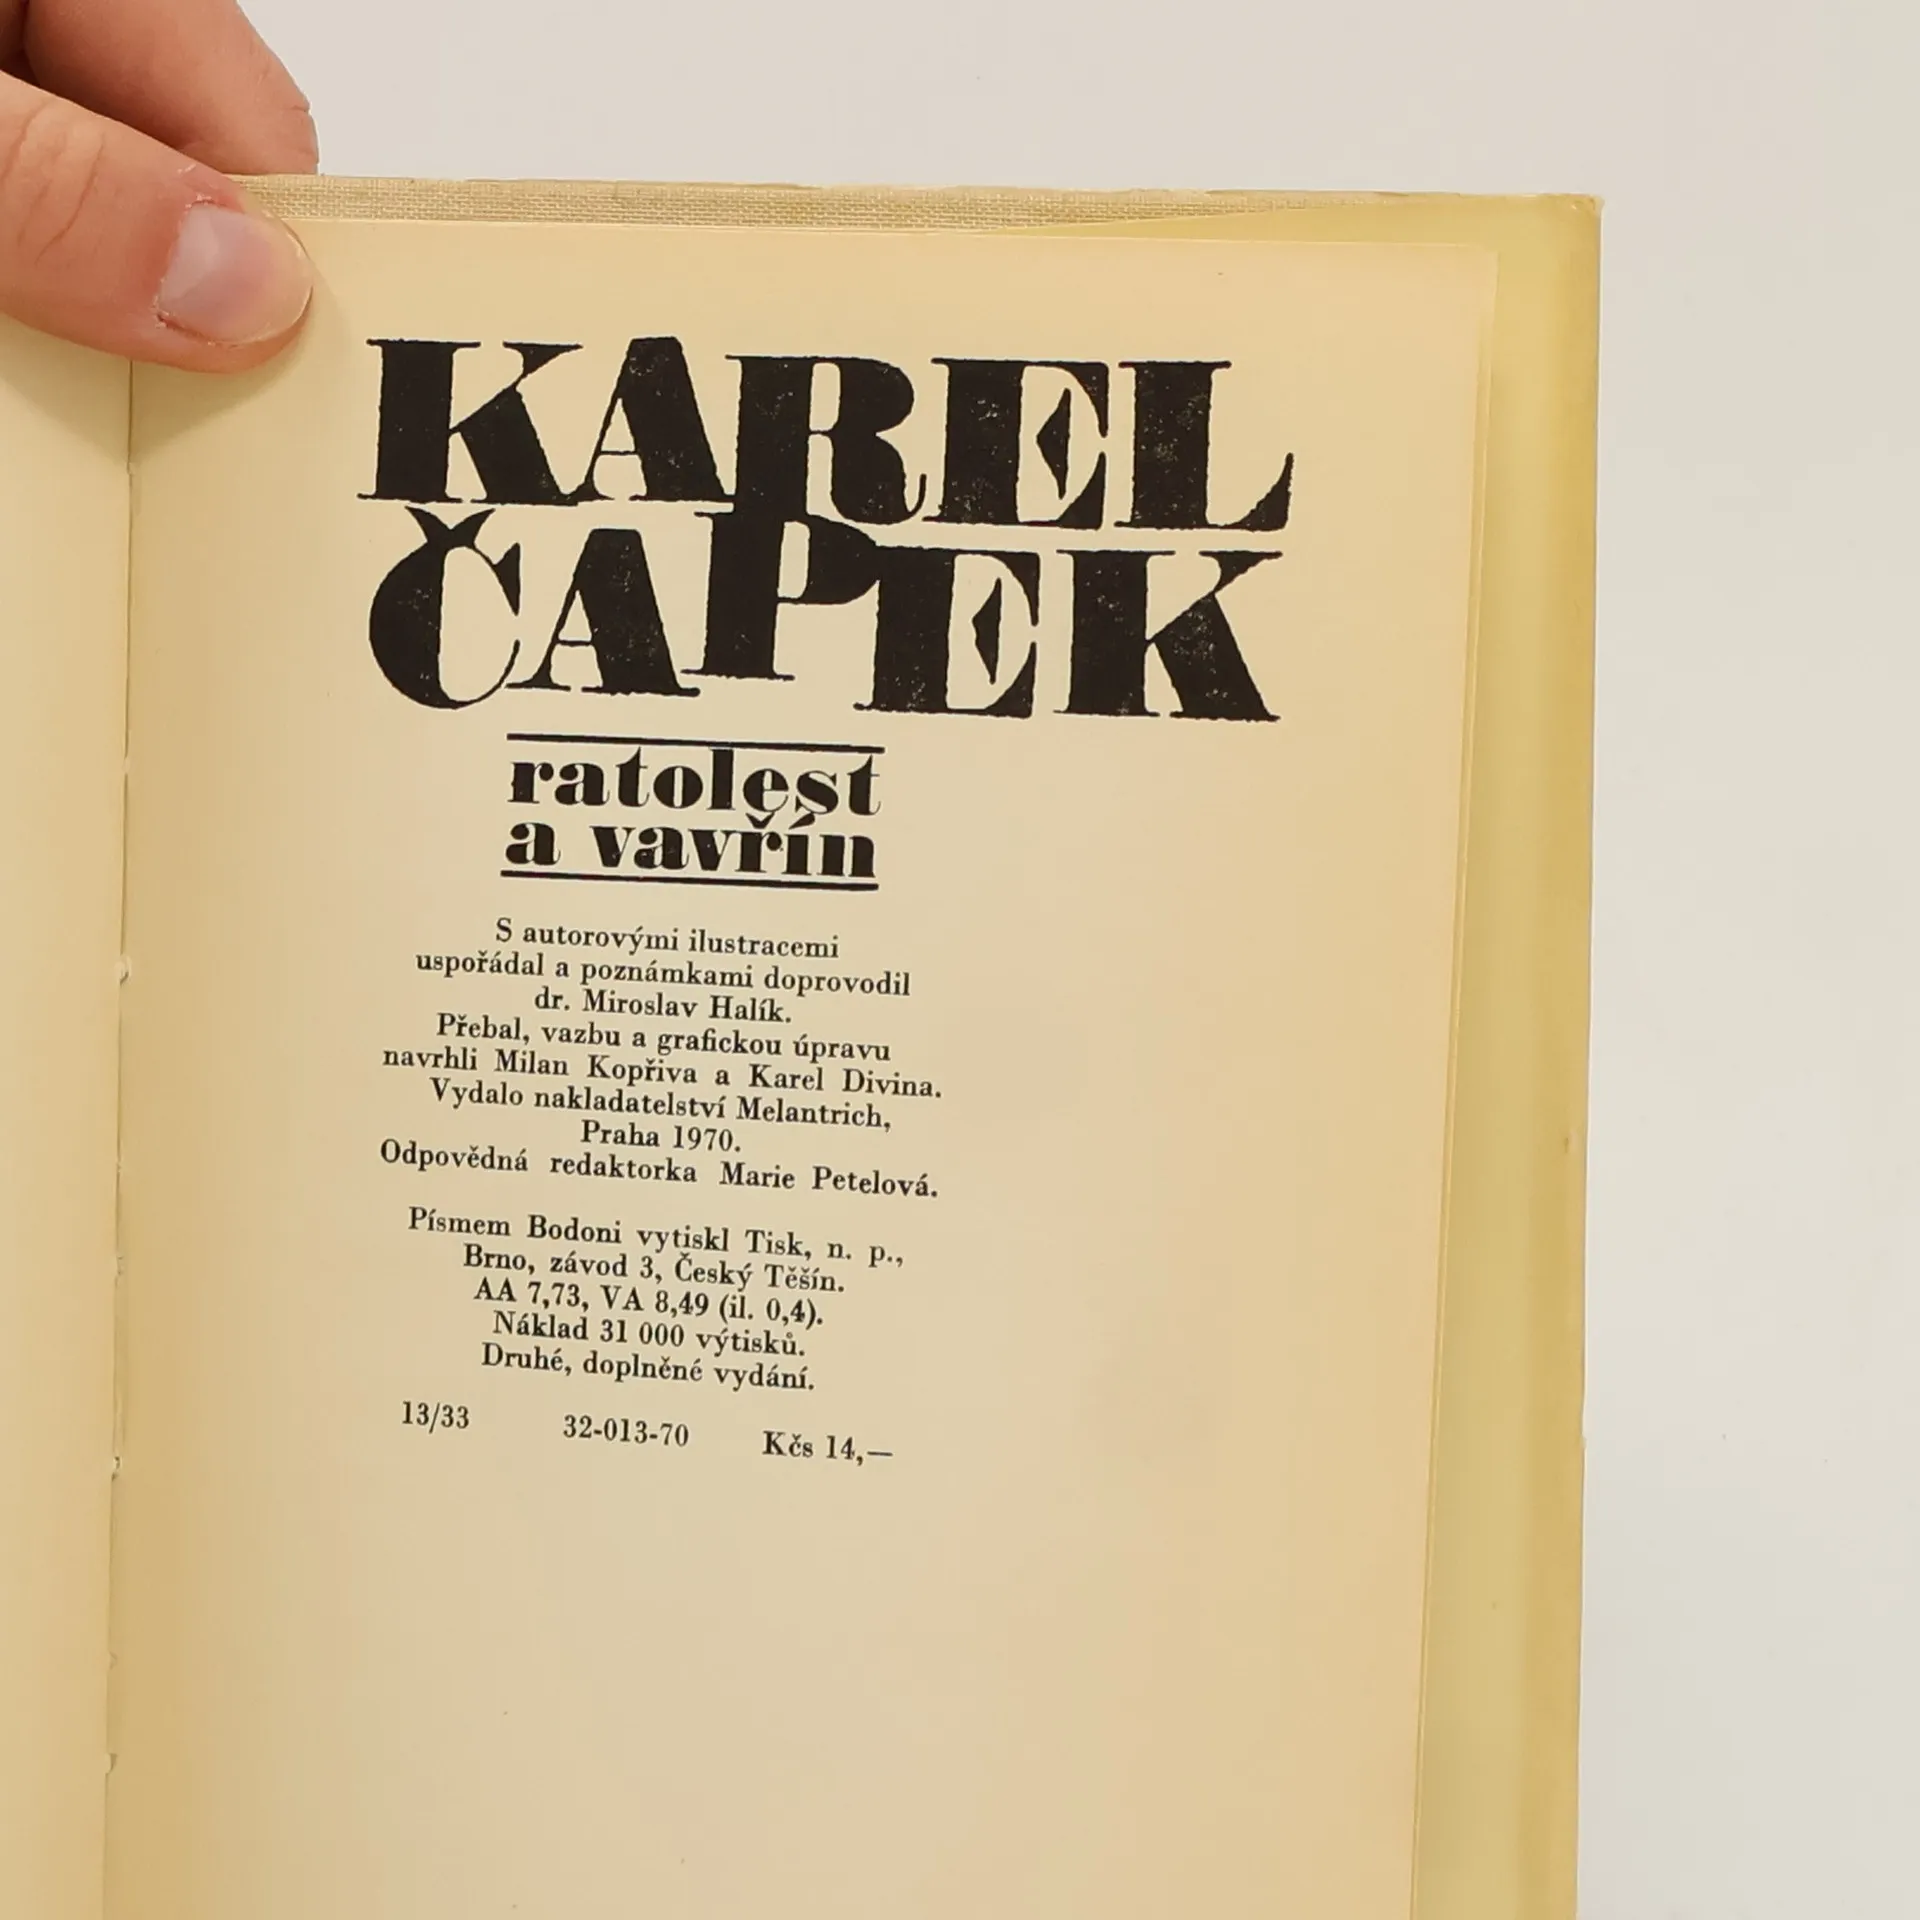 KAREL
ČAPEK
ratolest
a vavřín
S autorovými ilustracemi
uspořádal a poznámkami doprovodil
dr. Miroslav Halík.
Přebal, vazbu a grafickou úpravu
navrhli Milan Kopřiva a Karel Divina.
Vydalo nakladatelství Melantrich,
Praha 1970.
Odpovědná redaktorka Marie Petelová.
Písmem Bodoni vytiskl Tisk, n. p.,
Brno, závod 3, Český Těšín.
AA 7,73, VA 8,49 (il. 0,4).
Náklad 31 000 výtisků.
Druhé, doplněné vydání.
13/33 32-013-70 Kčs 14,—